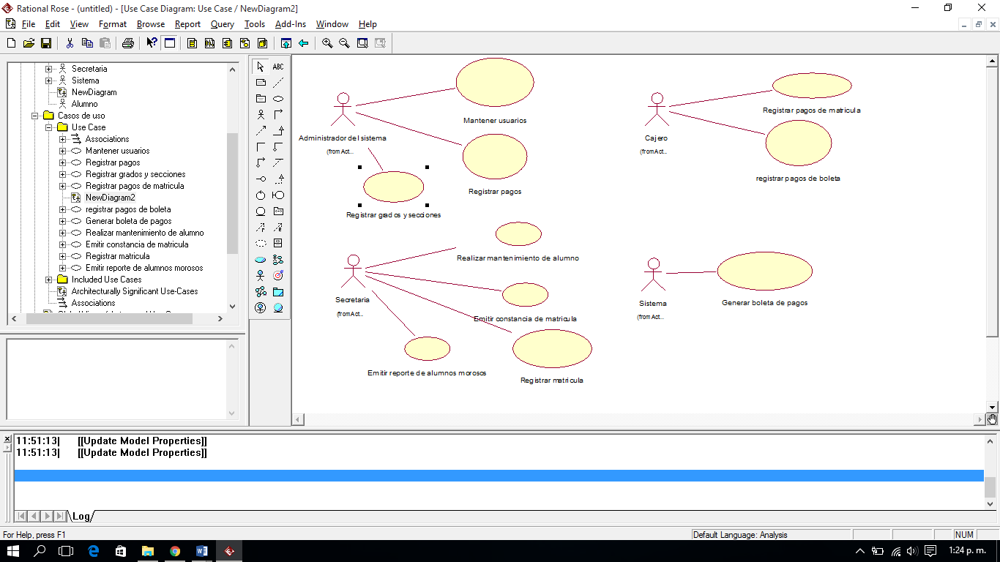 Rational Rose - (untitled) - [Use Case Diagram: Use Case / NewDiagram2]
File Edit View Format Browse Report Query Tools Add-Ins Window Help
Secretaria
Sistema
NewDiagram
Alumno
Casos de uso
Use Case
Associations
Mantener usuarios
Registrar pagos
Registrar grados y secciones
Registrar pagos de matricula
NewDiagram2
registrar pagos de boleta
Generar boleta de pagos
Realizar mantenimiento de alumno
Emitir constancia de matricula
Registrar matricula
Emitir reporte de alumnos morosos
Included Use Cases
Architecturally Significant Use-Cases
Associations
ABC
Mantener usuarios
Administrador del sistema
(from Act...
Registrar pagos
Registrar grados y secciones
Registrar pagos de matricula
Cajero
(from Act...
registrar pagos de boleta
Realizar mantenimiento de alumno
Secretaria
(from Act...
Emitir constancia de matricula
Emitir reporte de alumnos morosos
Registrar matricula
Sistema
(from Act...
Generar boleta de pagos
11:51:13| [[Update Model Properties]]
11:51:13| [[Update Model Properties]]
Log
For Help, press F1
Default Language: Analysis
NUM
1:24 p. m.